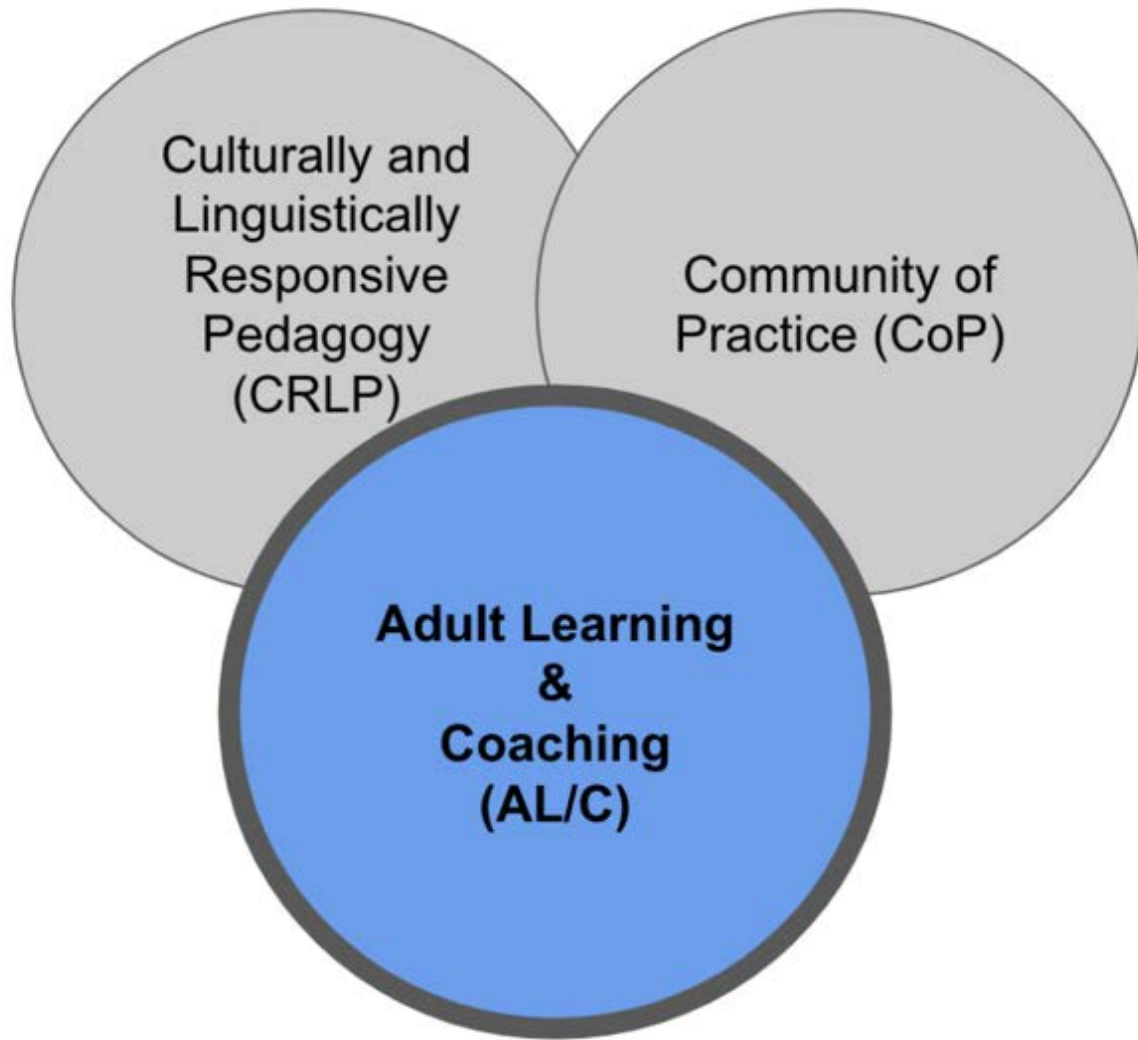 Culturally and
Linguistically
Responsive
Pedagogy
(CRLP)
Community of
Practice (CoP)
Adult Learning
&
Coaching
(AL/C)